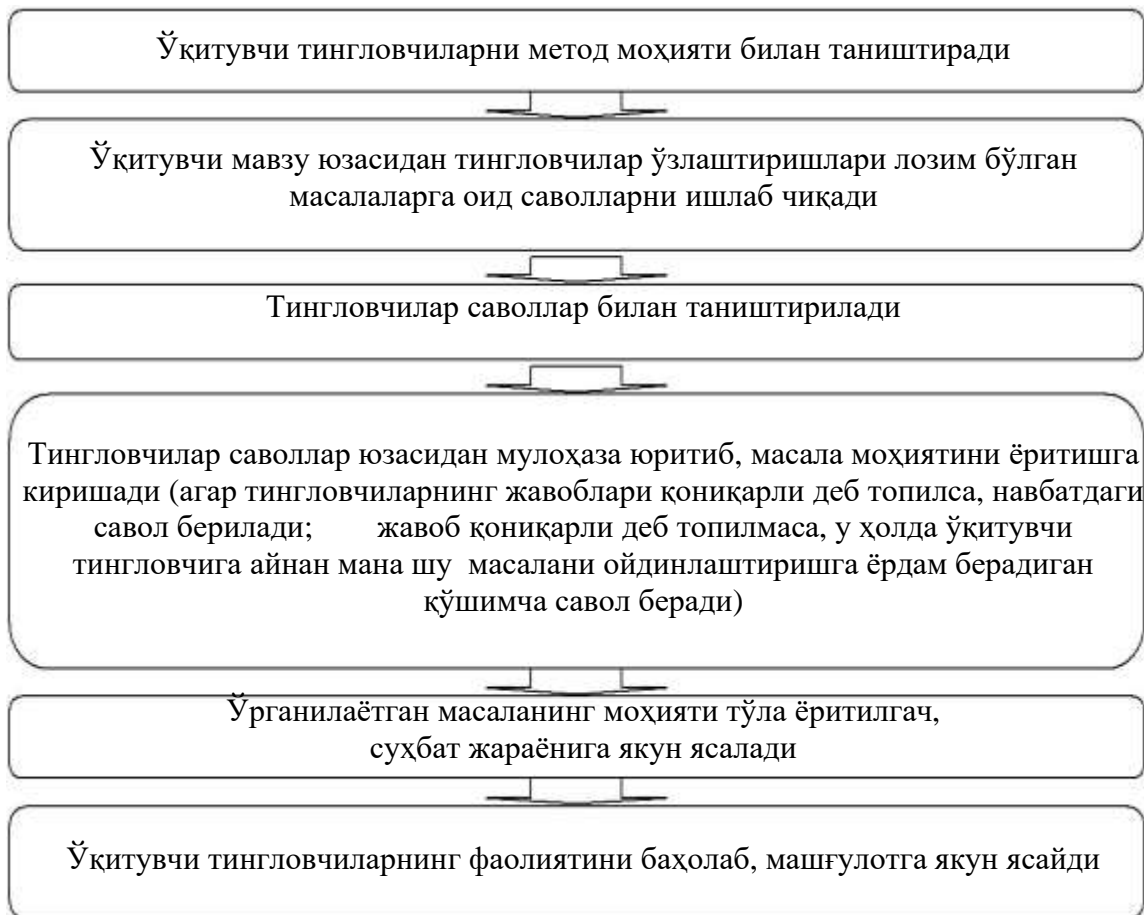 Ўқитувчи тингловчиларни метод моҳияти билан таништиради
Ўқитувчи мавзу юзасидан тингловчилар ўзлаштиришлари лозим бўлган
масалаларга оид саволларни ишлаб чиқади
Тингловчилар саволлар билан таништирилади
Тингловчилар саволлар юзасидан мулоҳаза юритиб, масала моҳиятини ёритишга
киришади (агар тингловчиларнинг жавоблари қониқарли деб топилса, навбатдаги
савол берилади; жавоб қониқарли деб топилмаса, у ҳолда ўқитувчи
тингловчига айнан мана шу масалани ойдинлаштиришга ёрдам берадиган
қўшимча савол беради)
Ўрганилаётган масаланинг моҳияти тўла ёритилгач,
суҳбат жараёнига якун ясалади
Ўқитувчи тингловчиларнинг фаолиятини баҳолаб, машғулотга якун ясайди